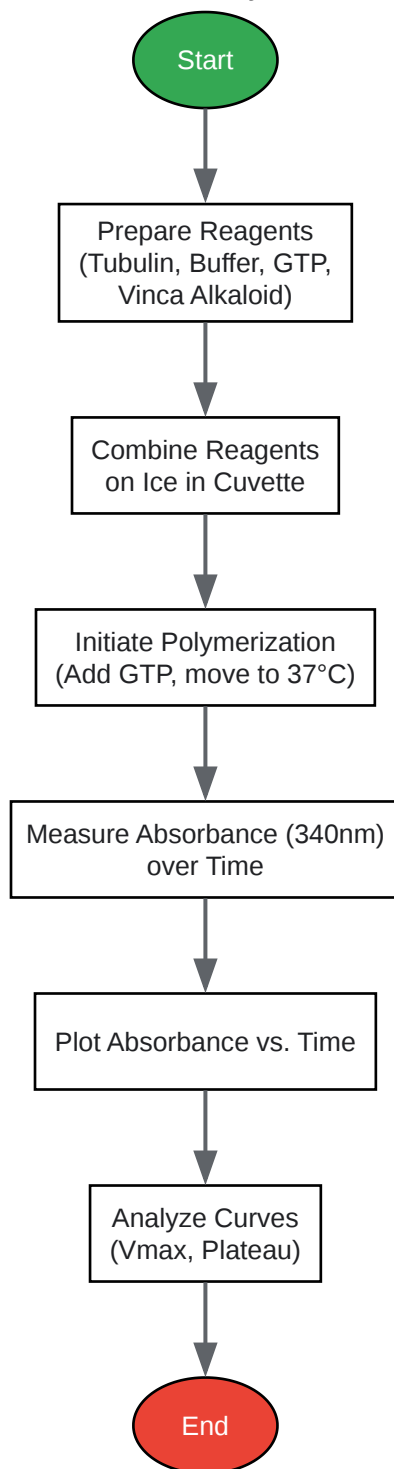 Start
Prepare Reagents
(Tubulin, Buffer, GTP,
Vinca Alkaloid)
Combine Reagents
on Ice in Cuvette
Initiate Polymerization
(Add GTP, move to 37°C)
Measure Absorbance (340nm)
over Time
Plot Absorbance vs. Time
Analyze Curves
(Vmax, Plateau)
End